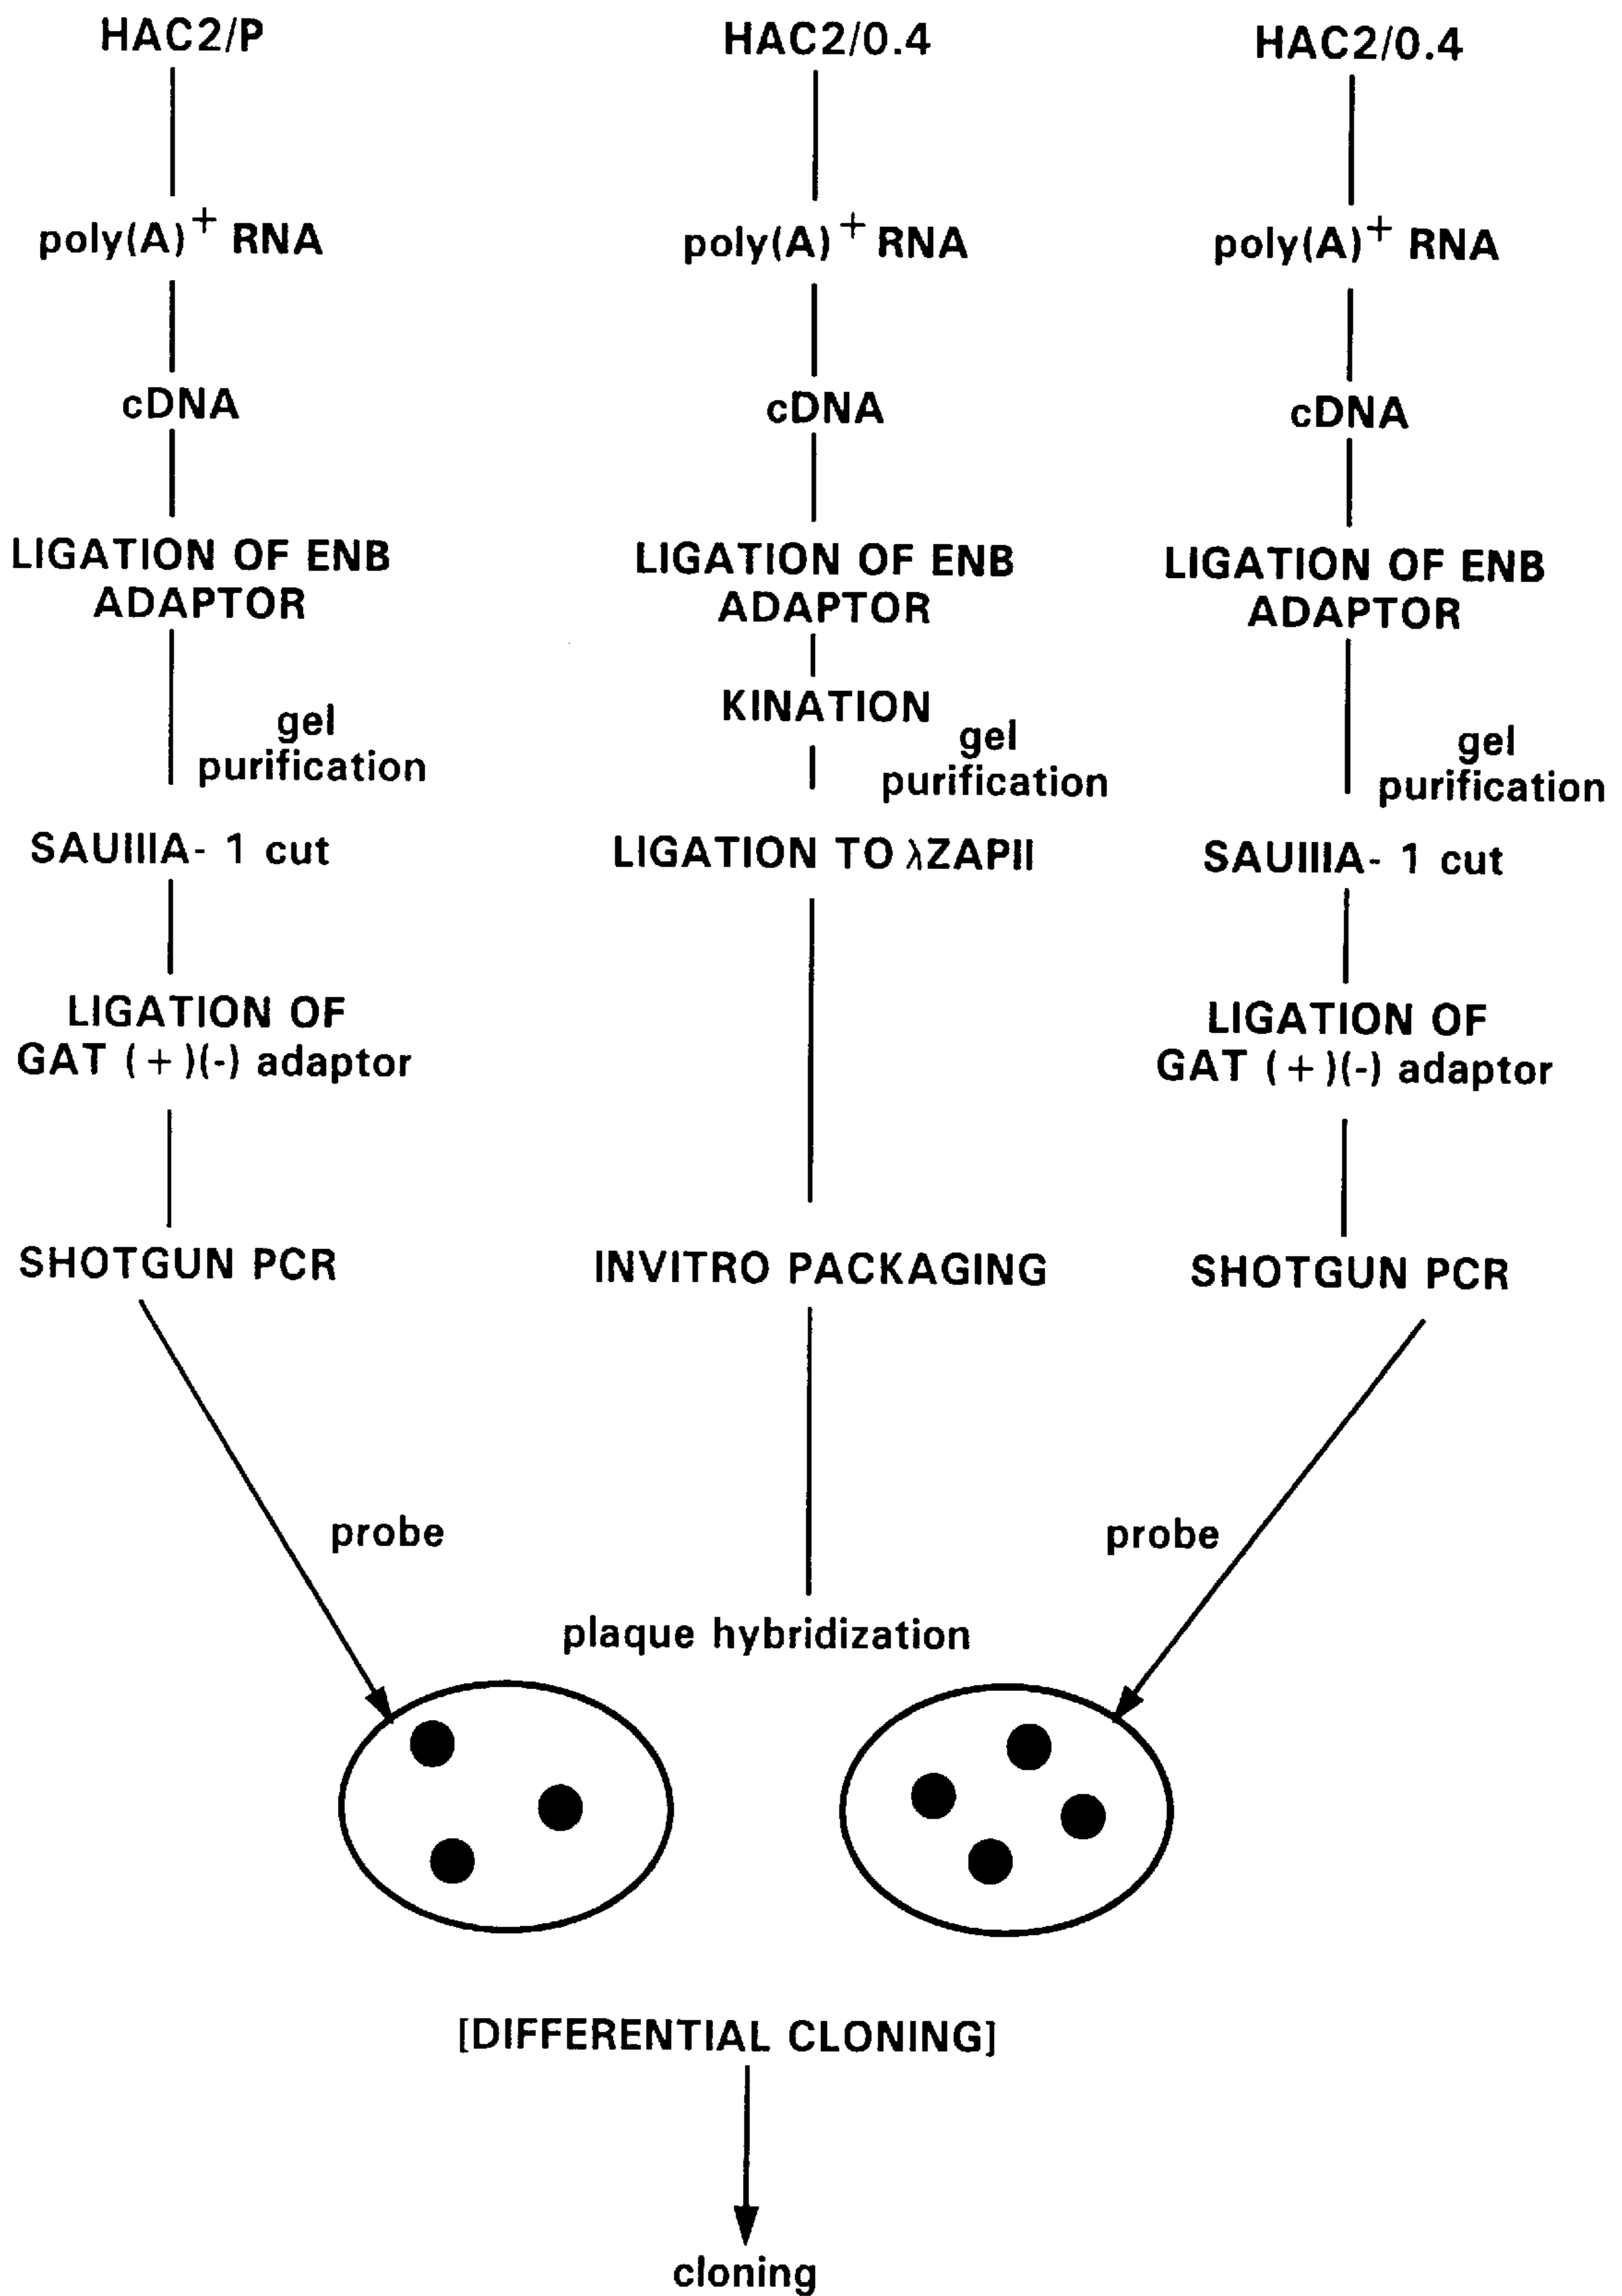 HAC2/P
poly(A)+ RNA
cDNA
LIGATION OF ENB
ADAPTOR
gel
purification
SAUIIIA- 1 cut
LIGATION OF
GAT (+)(-) adaptor
SHOTGUN PCR
probe
HAC2/0.4
poly(A)+ RNA
cDNA
LIGATION OF ENB
ADAPTOR
KINATION
gel
purification
LIGATION TO λZAPII
INVITRO PACKAGING
plaque hybridization
HAC2/0.4
poly(A)+ RNA
cDNA
LIGATION OF ENB
ADAPTOR
gel
purification
SAUIIIA- 1 cut
LIGATION OF
GAT (+)(-) adaptor
SHOTGUN PCR
probe
[DIFFERENTIAL CLONING]
cloning